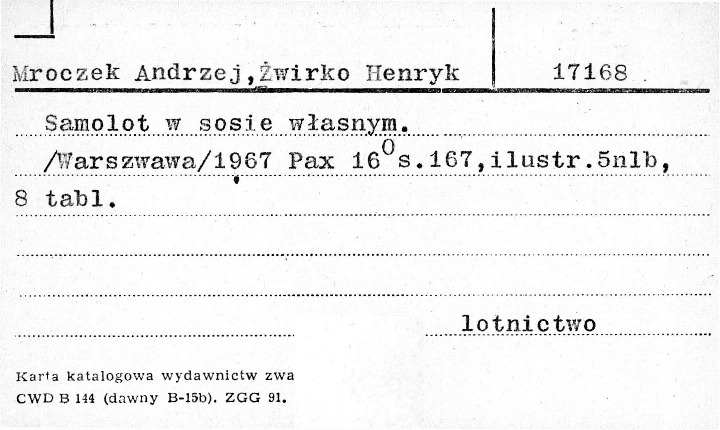 Mroczek Andrzej,Żwirko Henryk 17168
Samolot w sosie własnym.
/Warszwawa/1967 Pax 16⁰s.167,ilustr.5nlb,
8 tabl.
lotnictwo
Karta katalogowa wydawnictw zwa
CWD B 144 (dawny B-15b). ZGG 91.